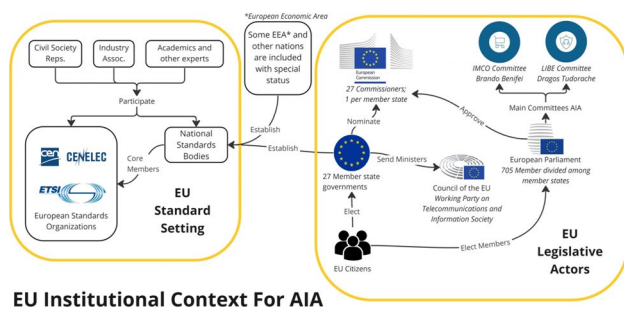 *European Economic Area
Civil Society
Reps.
Industry
Assoc.
Academics and
other experts
Some EEA* and
other nations
are included
with special
status
European
Commission
27 Commissioners;
1 per member state
IMCO Committee
Brando Benifei
LIBE Committee
Dragos Tudorache
Main Committees AIA
Participate
Approve
Nominate
Establish
National
Standards
Bodies
Establish
Send Ministers
European Parliament
705 Member divided among
member states
cen
CENELEC
Core
Members
ETSI
European Standards
Organizations
EU
Standard
Setting
27 Member state
governments
Council of the EU
Working Party on
Telecommunications and
Information Society
Elect
Elect Members
EU Citizens
EU
Legislative
Actors
EU Institutional Context For AIA